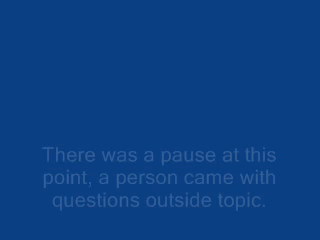 There was a pause at this
point, a person came with
questions outside topic.